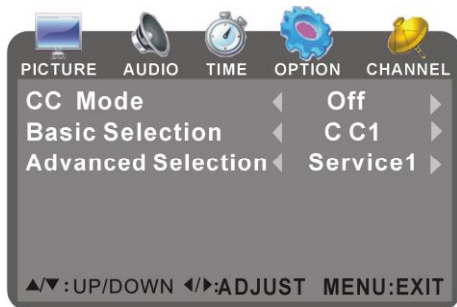 PICTURE AUDIO TIME OPTION CHANNEL
CC Mode Off
Basic Selection C C1
Advanced Selection Service1
▲/▼:UP/DOWN ◀/▶:ADJUST MENU:EXIT